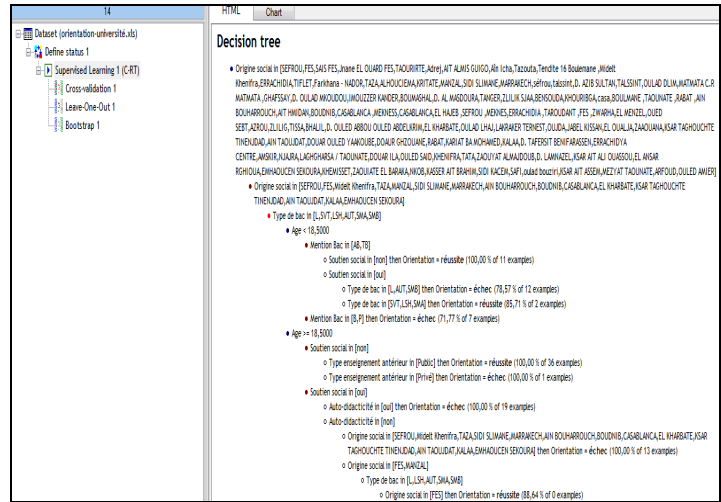 14
HTML
Chart
Dataset (orientation-université.xls)
Define status 1
Supervised Learning 1 (C-RT)
Cross-validation 1
Leave-One-Out 1
Bootstrap 1
Decision tree
Origine social in [SEFROU,FES,SAIS FES,Jnane EL OUARD FES,TAOURIRTE,Adrej,AIT ALMIS GUIGO,Aïn Icha,Tazouta,Tendite 16 Boulemane ,Midelt
Khenifra,ERRACHIDIA,TIFLET,Farkhana - NADOR,TAZA,ALHOUCIEMA,KRITATE,MANZAL,SIDI SLIMANE,MARRAKECH,séfrou,taïssint,D. AZIB SULTAN,TALSSINT,OULAD DLIM,MATMATA C.R
MATMATA ,GHAFSSAY,D. OULAD MKOUDOU,IMOUZZER KANDER,BOUMASHAL,D. AL MASDOURA,TANGER,ZLILIK SJAA,BENSOUDA,KHOURIBGA,casa,BOULMANE ,TAOUNATE ,RABAT ,AIN
BOUHARROUCH,AIT HMIDAN,BOUDNIB,CASABLANCA ,MEKNESS,CASABLANCA,EL HAJEB ,SEFROU ,MEKNES,ERRACHIDIA ,TAROUDANT ,FES ,ZWARHA,EL MENZEL,OUED
SEBT,AZROU,ZLILIG,TISSA,BHALIL,D. OULED ABBOU OULED ABDELKRIM,EL KHARBATE,OULAD LHAJ,LANRAKER TERNEST,OUJDA,JABEL KISSAN,EL OUALJA,ZAAOUANA,KSAR TAGHOUCHTE
TINENJDAD,AIN TAOUJDAT,DOUAR OULED YAAKOUBE,DOAUR GHZOUANE,RABAT,KARIAT BA MOHAMED,KALAA,D. TAFERSIT BENIFARASSEN,ERRACHIDYA
CENTRE,AMSKIR,NJAJRA,LAGHGHARSA / TAOUNATE,DOUAR ILA,OULED SAID,KHENIFRA,TATA,ZAOUYAT ALMAJDOUB,D. LAMNAZEL,KSAR AIT ALI OUASSOU,EL ANSAR
RGHIOUA,EMHAOUCEN SEKOURA,KHEMISSET,ZAOUIATE EL BARAKA,NKOB,KASSER AIT BRAHIM,SIDI KACEM,SAFI,oulad bouziri,KSAR AIT ASSEM,MEZYAT TAOUNATE,ARFOUD,OULED AMIER]
Origine social in [SEFROU,FES,Midelt Khenifra,TAZA,MANZAL,SIDI SLIMANE,MARRAKECH,AIN BOUHARROUCH,BOUDNIB,CASABLANCA,EL KHARBATE,KSAR TAGHOUCHTE
TINENJDAD,AIN TAOUJDAT,KALAA,EMHAOUCEN SEKOURA]
Type de bac in [L,SVT,LSH,AUT,SMA,SMB]
Age < 18,5000
Mention Bac in [AB,TB]
Soutien social in [non] then Orientation = réussite (100,00 % of 11 examples)
Soutien social in [oui]
Type de bac in [L,AUT,SMB] then Orientation = échec (78,57 % of 12 examples)
Type de bac in [SVT,LSH,SMA] then Orientation = réussite (85,71 % of 2 examples)
Mention Bac in [B,P] then Orientation = échec (71,77 % of 7 examples)
Age >= 18,5000
Soutien social in [non]
Type enseignement antérieur in [Public] then Orientation = réussite (100,00 % of 36 examples)
Type enseignement antérieur in [Privé] then Orientation = échec (100,00 % of 1 examples)
Soutien social in [oui]
Auto-didacticité in [oui] then Orientation = échec (100,00 % of 19 examples)
Auto-didacticité in [non]
Origine social in [SEFROU,Midelt Khenifra,TAZA,SIDI SLIMANE,MARRAKECH,AIN BOUHARROUCH,BOUDNIB,CASABLANCA,EL KHARBATE,KSAR
TAGHOUCHTE TINENJDAD,AIN TAOUJDAT,KALAA,EMHAOUCEN SEKOURA] then Orientation = échec (100,00 % of 13 examples)
Origine social in [FES,MANZAL]
Type de bac in [L,LSH,AUT,SMA,SMB]
Origine social in [FES] then Orientation = réussite (88,64 % of 0 examples)